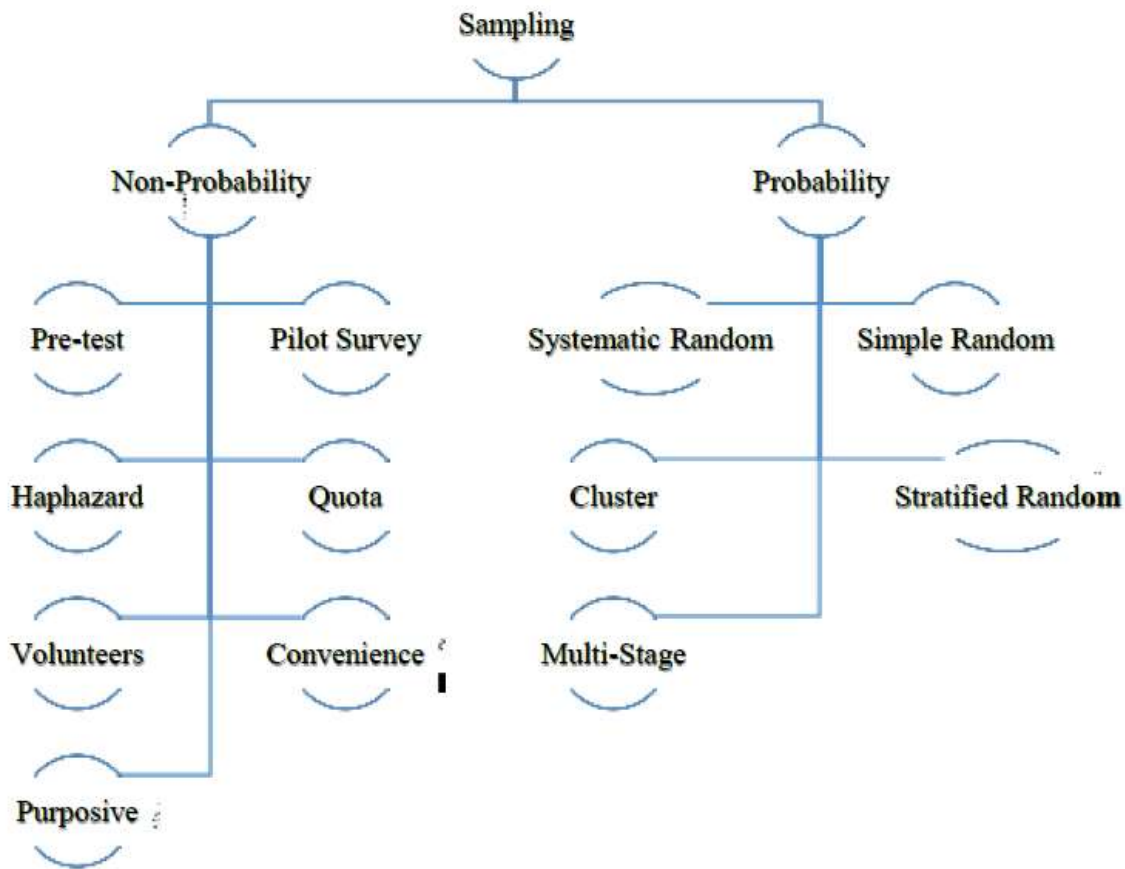 Sampling
Non-Probability
Probability
Pre-test
Pilot Survey
Systematic Random
Simple Random
Haphazard
Quota
Cluster
Stratified Random
Volunteers
Convenience
Multi-Stage
Purposive